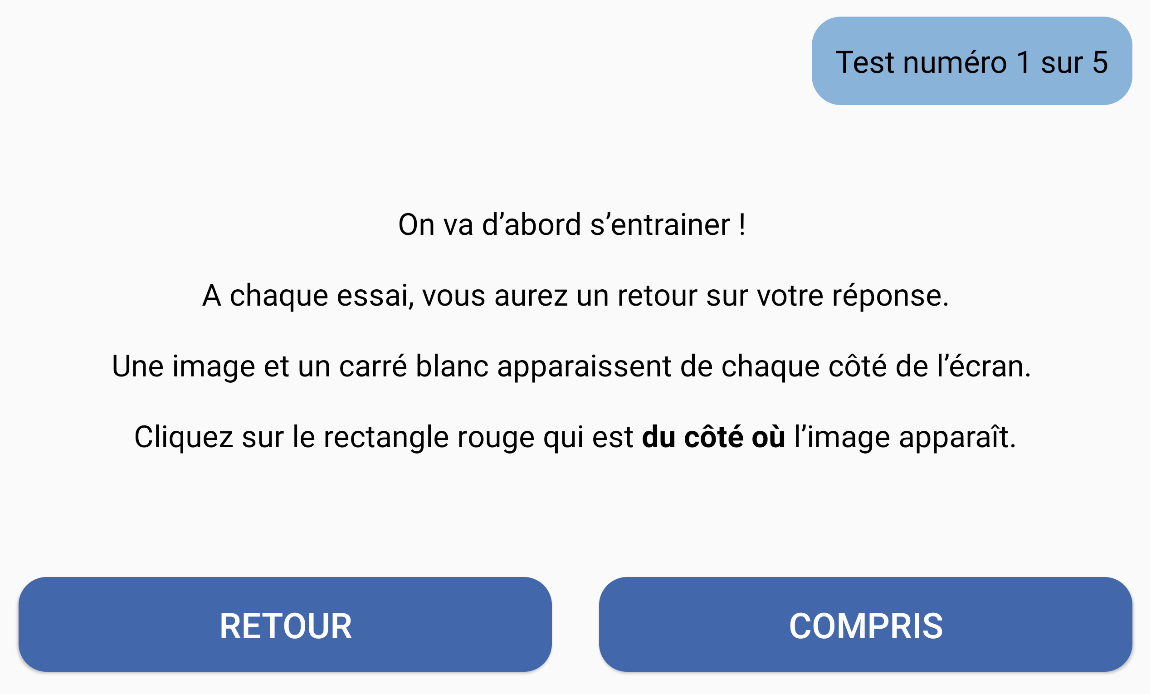 Test numéro 1 sur 5
On va d’abord s’entrainer !
A chaque essai, vous aurez un retour sur votre réponse.
Une image et un carré blanc apparaissent de chaque côté de l’écran.
Cliquez sur le rectangle rouge qui est du côté où l’image apparaît.
RETOUR
COMPRIS